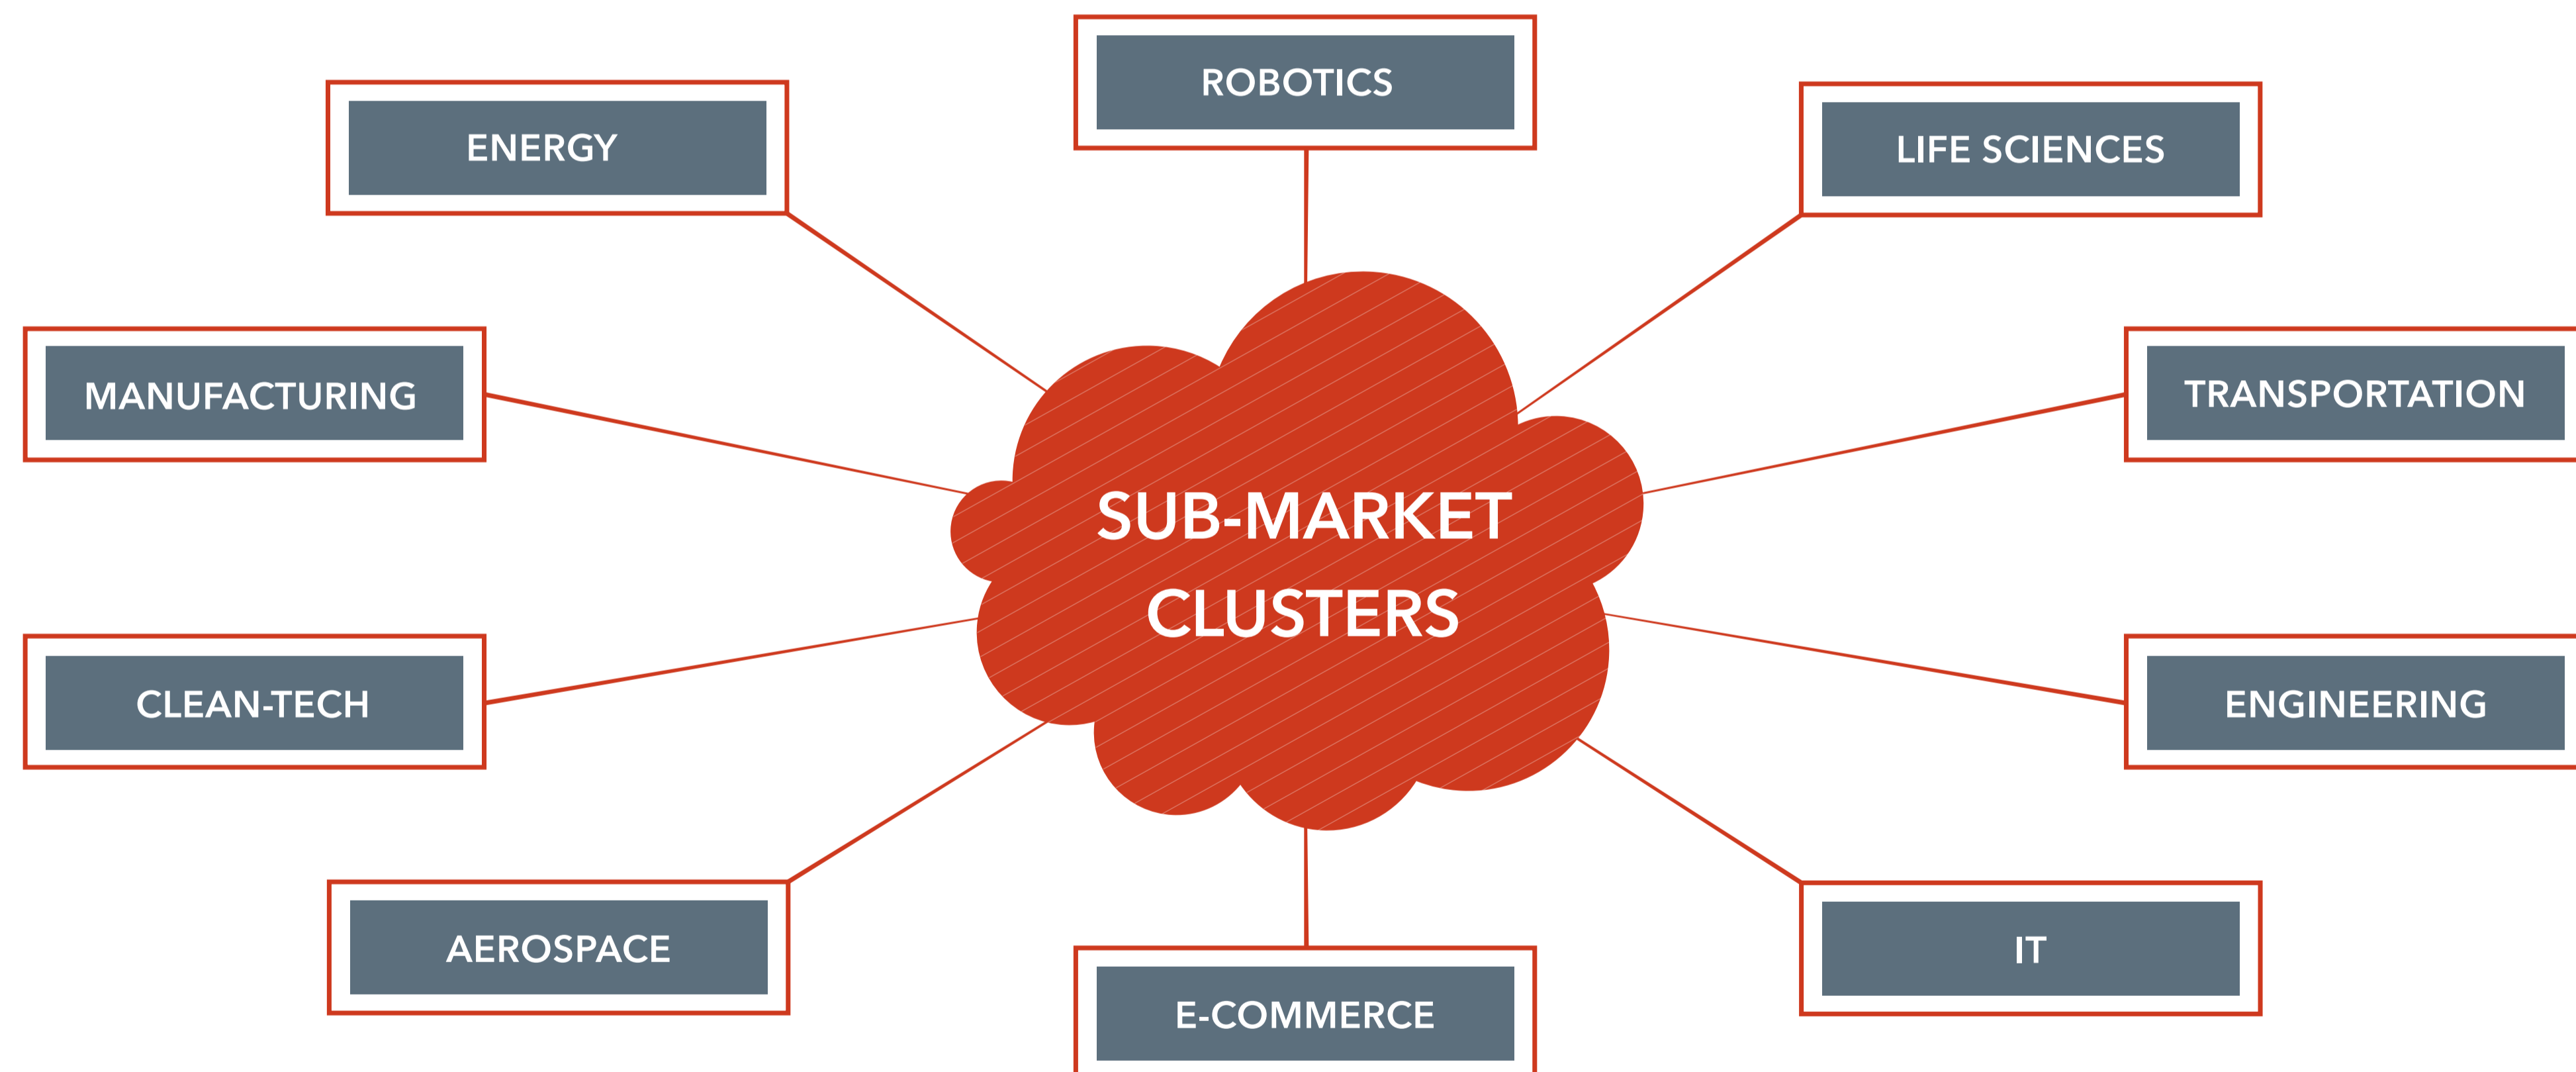 ROBOTICS
ENERGY
LIFE SCIENCES
MANUFACTURING
TRANSPORTATION
SUB-MARKET
CLUSTERS
CLEAN-TECH
ENGINEERING
AEROSPACE
IT
E-COMMERCE